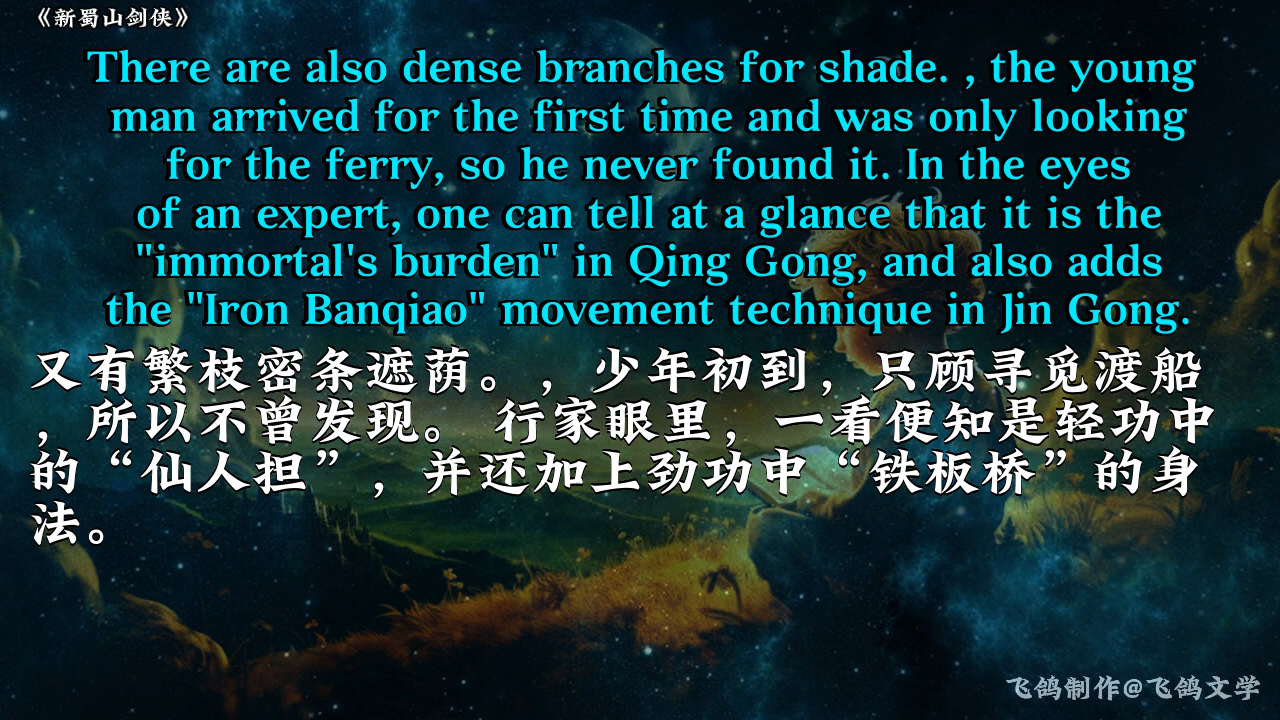 《新蜀山剑侠》
There are also dense branches for shade. , the young
man arrived for the first time and was only looking
for the ferry, so he never found it. In the eyes
of an expert, one can tell at a glance that it is the
"immortal's burden" in Qing Gong, and also adds
the "Iron Banqiao" movement technique in Jin Gong.
又有繁枝密条遮荫。，少年初到，只顾寻觅渡船
，所以不曾发现。 行家眼里，一看便知是轻功中
的“仙人担”，并还加上劲功中“铁板桥”的身
法。
飞鸽制作@飞鸽文学